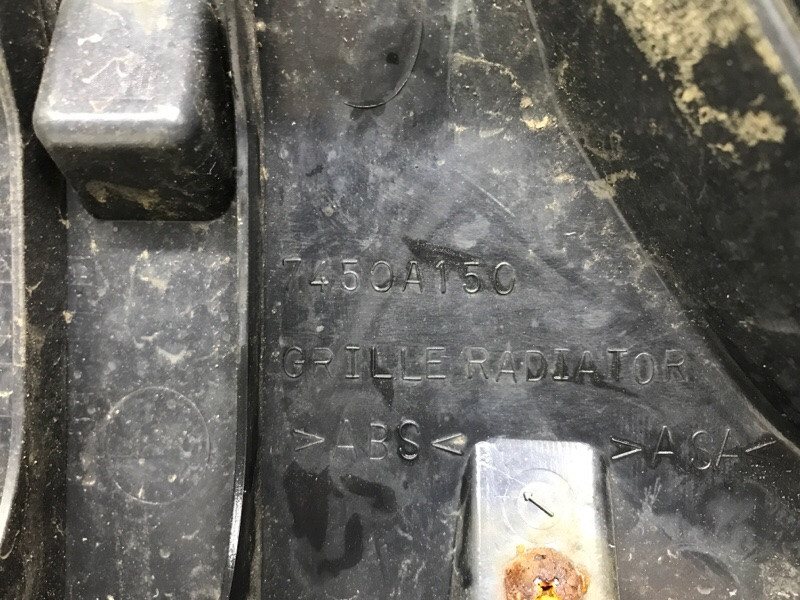 7450A150
GRILLE RADIATOR
>ABS< >ASA<